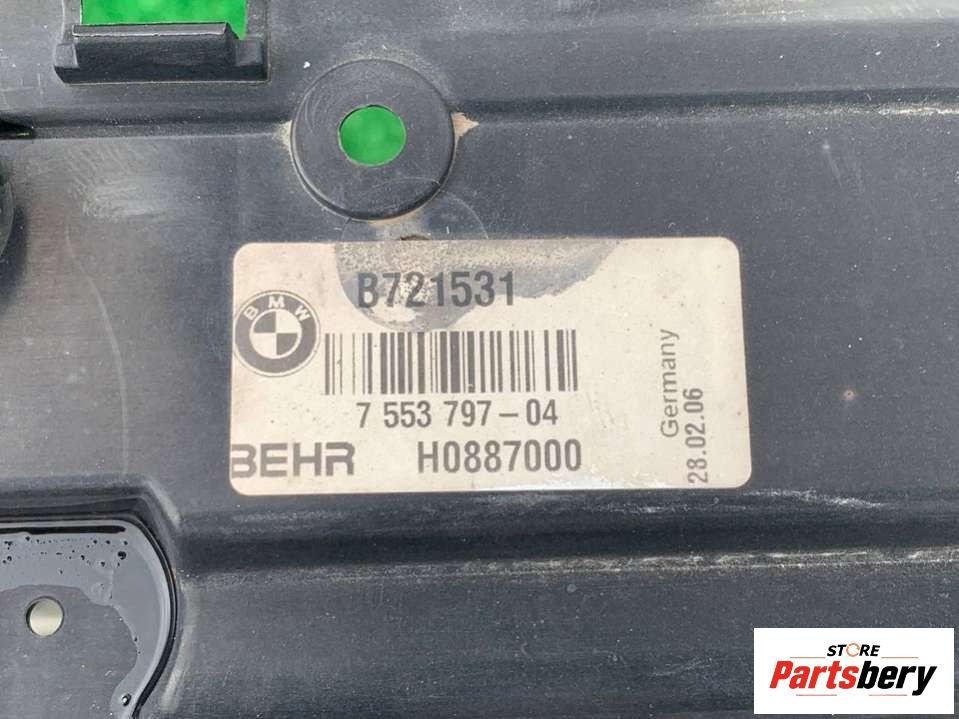 B721531
BMW
7 553 797-04
BEHR H0887000
Germany
28.02.06
STORE
Partsbery